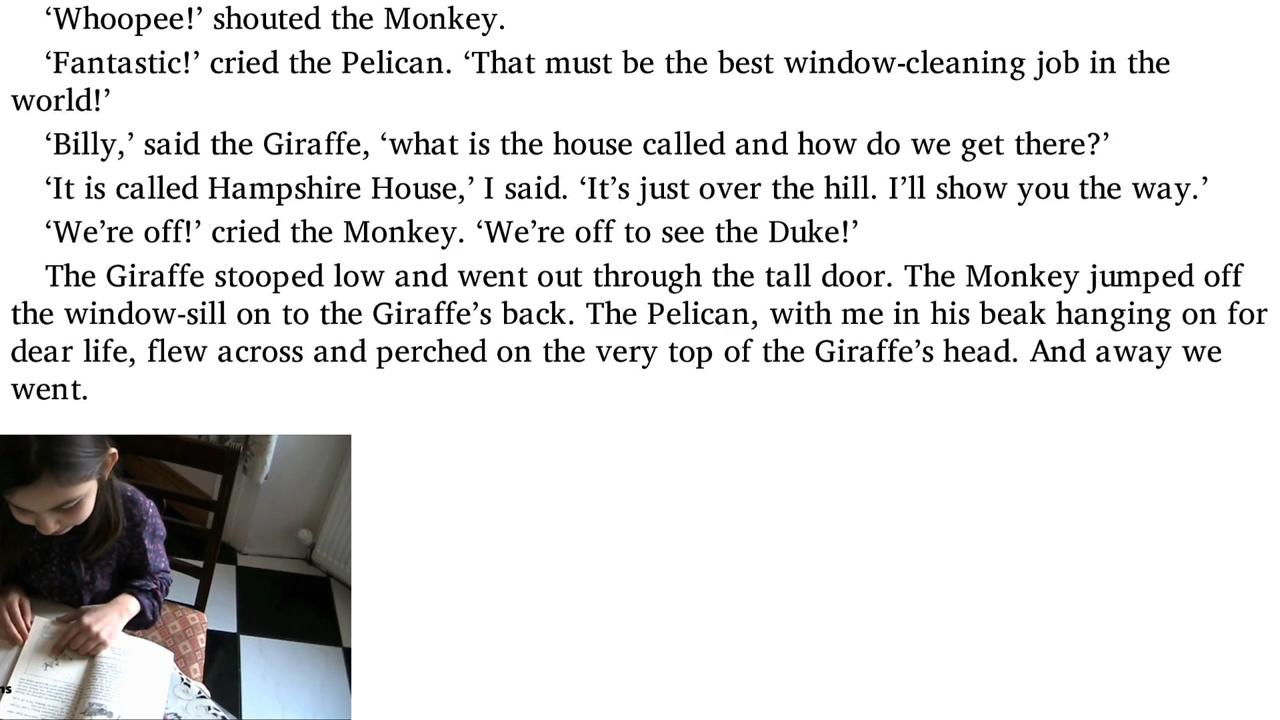 ‘Whoopee!’ shouted the Monkey.
‘Fantastic!’ cried the Pelican. ‘That must be the best window-cleaning job in the
world!’
‘Billy,’ said the Giraffe, ‘what is the house called and how do we get there?’
‘It is called Hampshire House,’ I said. ‘It’s just over the hill. I’ll show you the way.’
‘We’re off!’ cried the Monkey. ‘We’re off to see the Duke!’
The Giraffe stooped low and went out through the tall door. The Monkey jumped off
the window-sill on to the Giraffe’s back. The Pelican, with me in his beak hanging on for
dear life, flew across and perched on the very top of the Giraffe’s head. And away we
went.